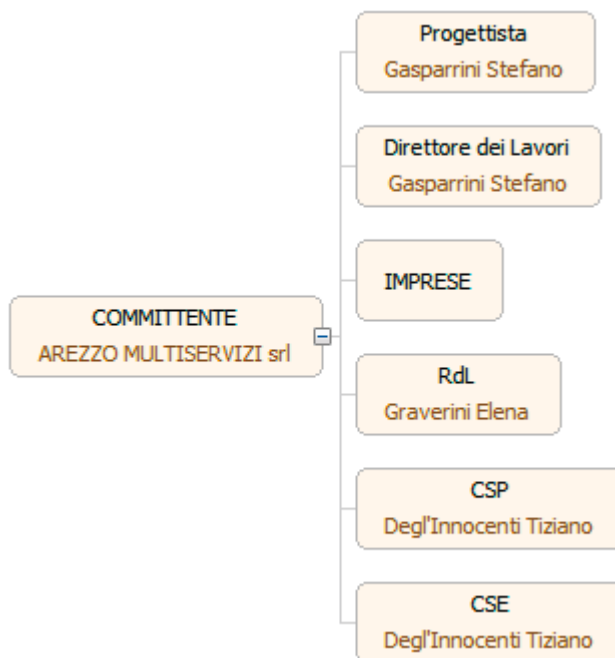 Progettista
Gasparrini Stefano
Direttore dei Lavori
Gasparrini Stefano
IMPRESE
COMMITTENTE
AREZZO MULTISERVIZI srl
RdL
Graverini Elena
CSP
Degl'Innocenti Tiziano
CSE
Degl'Innocenti Tiziano